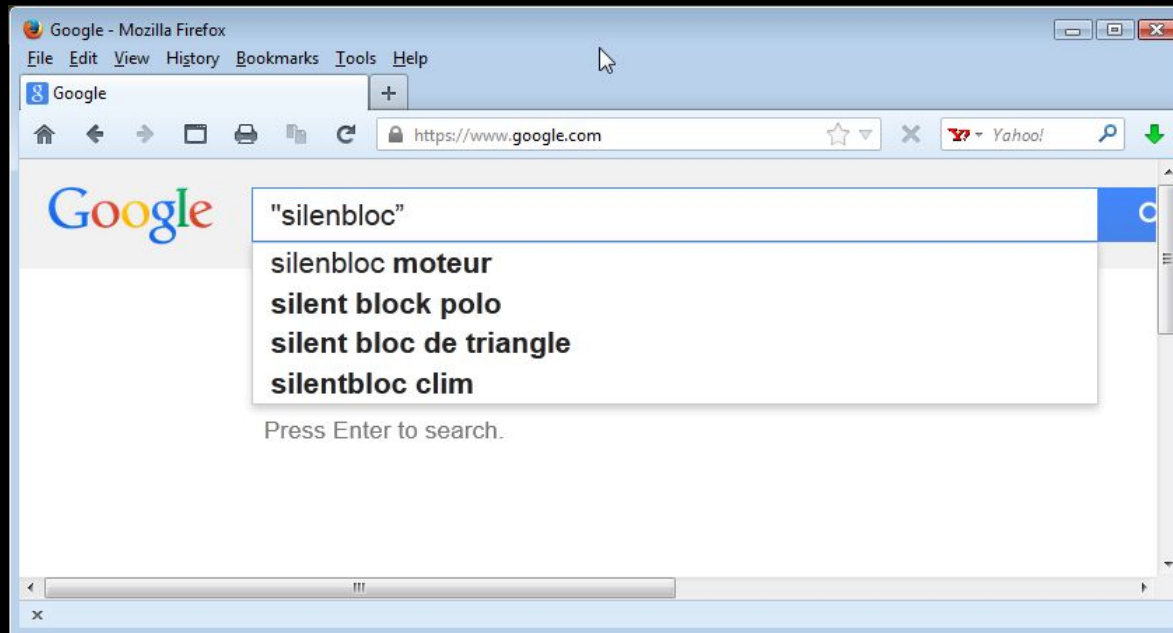 Google - Mozilla Firefox
File Edit View History Bookmarks Tools Help
8 Google +
https://www.google.com Y! Yahoo!
Google "silenbloc”
silenbloc moteur
silent block polo
silent bloc de triangle
silentbloc clim
Press Enter to search.